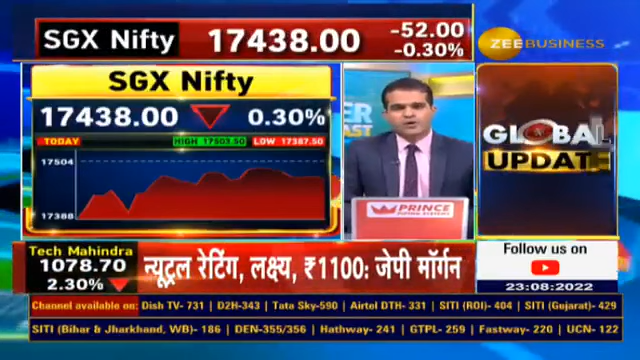 SGX Nifty 17438.00 -52.00 -0.30%
ZEE BUSINESS
SGX Nifty
17438.00 0.30%
TODAY HIGH 17503.50 LOW 17387.50
17504
17388
GLOBAL
UPDATE
PRINCE
PIPING SYSTEMS
Tech Mahindra
1078.70
2.30%
न्यूट्रल रेटिंग, लक्ष्य, ₹1100: जेपी मॉर्गन
Follow us on
23:08:2022
Channel available on: Dish TV- 731 | D2H-343 | Tata Sky-590 | Airtel DTH- 331 | SITI (ROI)- 404 | SITI (Gujarat)- 429
SITI (Bihar & Jharkhand, WB)- 186 | DEN-355/356 | Hathway- 241 | GTPL- 259 | Fastway- 220 | UCN- 122